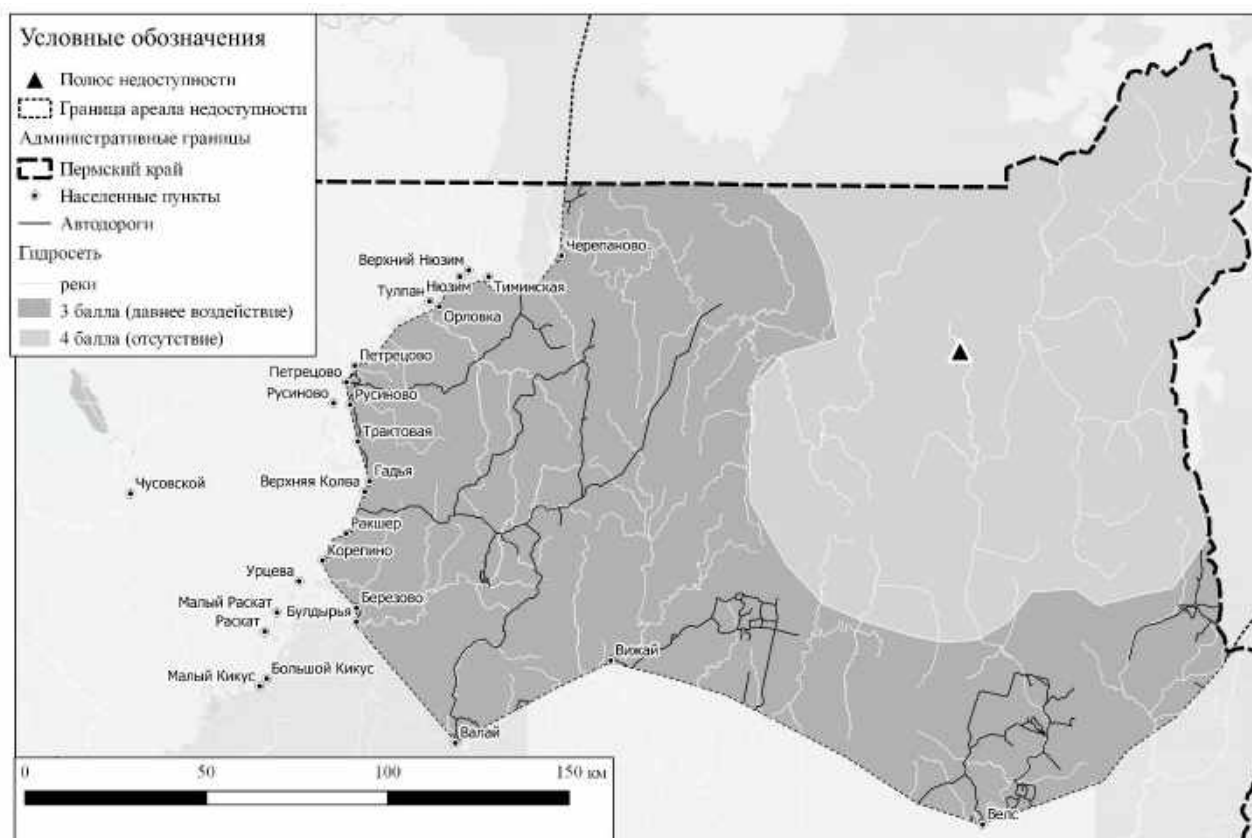 Условные обозначения
Полюс недоступности
Граница ареала недоступности
Административные границы
Пермский край
Населенные пункты
Автодороги
Гидросеть
реки
3 балла (давнее воздействие)
4 балла (отсутствие)
Черепаново
Верхний Нюзим
Нюзим
Тиминская
Тулпан
Орловка
Петрецово
Петрецово
Русиново
Русиново
Трактовая
Гадья
Верхняя Колва
Чусовской
Ракшер
Корепино
Урцева
Березово
Малый Раскат
Булдырья
Раскат
Вижай
Большой Кикус
Малый Кикус
Валай
Велс
0 50 100 150 км